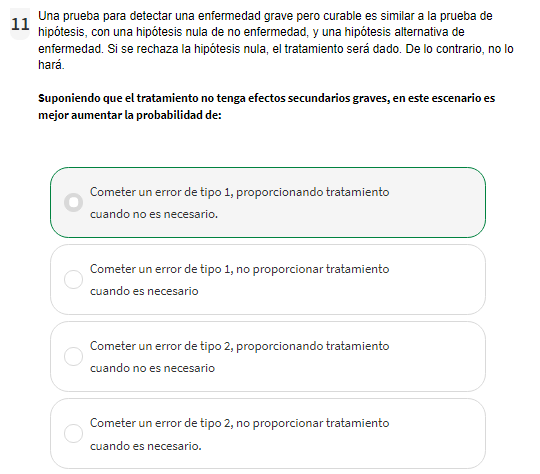 11
Una prueba para detectar una enfermedad grave pero curable es similar a la prueba de
hipótesis, con una hipótesis nula de no enfermedad, y una hipótesis alternativa de
enfermedad. Si se rechaza la hipótesis nula, el tratamiento será dado. De lo contrario, no lo
hará.
Suponiendo que el tratamiento no tenga efectos secundarios graves, en este escenario es
mejor aumentar la probabilidad de:
Cometer un error de tipo 1, proporcionando tratamiento
cuando no es necesario.
Cometer un error de tipo 1, no proporcionar tratamiento
cuando es necesario
Cometer un error de tipo 2, proporcionando tratamiento
cuando no es necesario
Cometer un error de tipo 2, no proporcionar tratamiento
cuando es necesario.